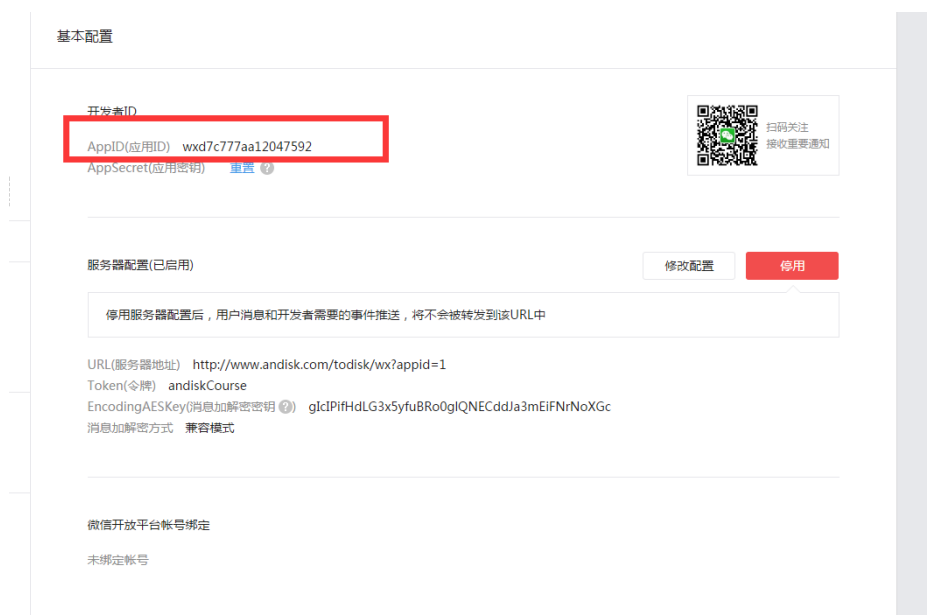 基本配置
开发者ID
AppID(应用ID) wxd7c777aa12047592
AppSecret(应用密钥) 重置 ?
扫码关注
接收重要通知
服务器配置(已启用)
修改配置
停用
停用服务器配置后，用户消息和开发者需要的事件推送，将不会被转发到该URL中
URL(服务器地址) http://www.andisk.com/todisk/wx?appid=1
Token(令牌) andiskCourse
EncodingAESKey(消息加解密密钥 ?) gIcIPifHdLG3x5yfuBRo0glQNECddJa3mEiFNrNoXGc
消息加解密方式 兼容模式
微信开放平台帐号绑定
未绑定帐号